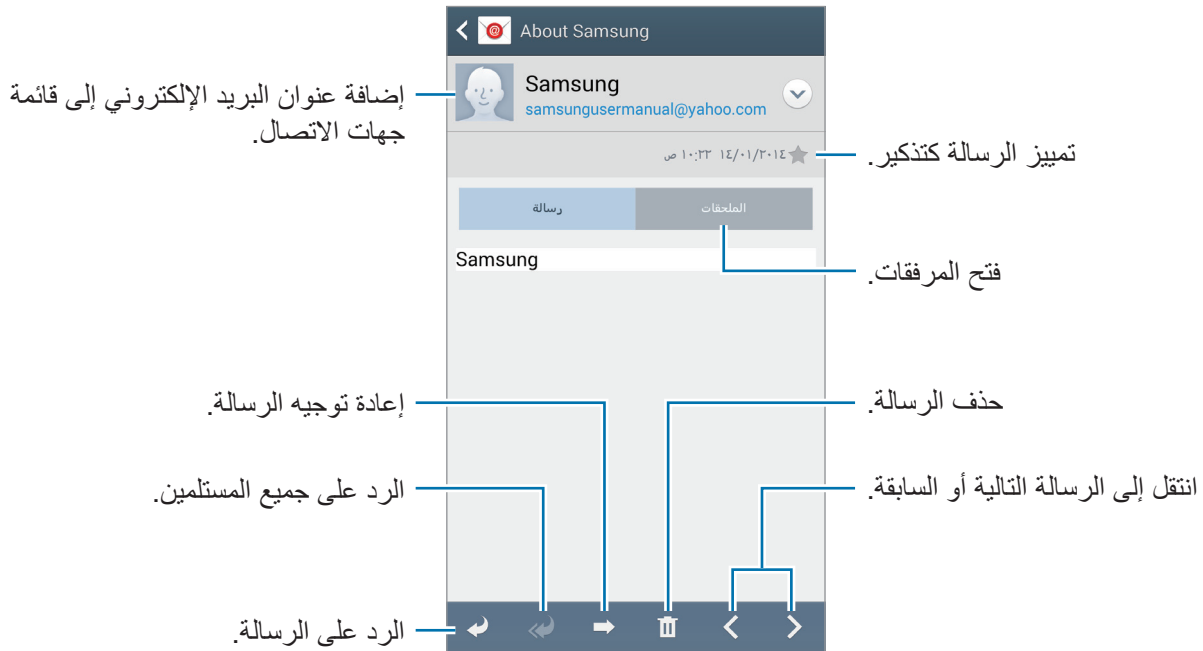 About Samsung
Samsung
samsungusermanual@yahoo.com
إضافة عنوان البريد الإلكتروني إلى قائمة
جهات الاتصال.
١٤/٠١/٢٠١٤ ١٠:٢٢ ص
تمييز الرسالة كتذكير.
الملحقات
رسالة
Samsung
فتح المرفقات.
حذف الرسالة.
إعادة توجيه الرسالة.
انتقل إلى الرسالة التالية أو السابقة.
الرد على جميع المستلمين.
الرد على الرسالة.